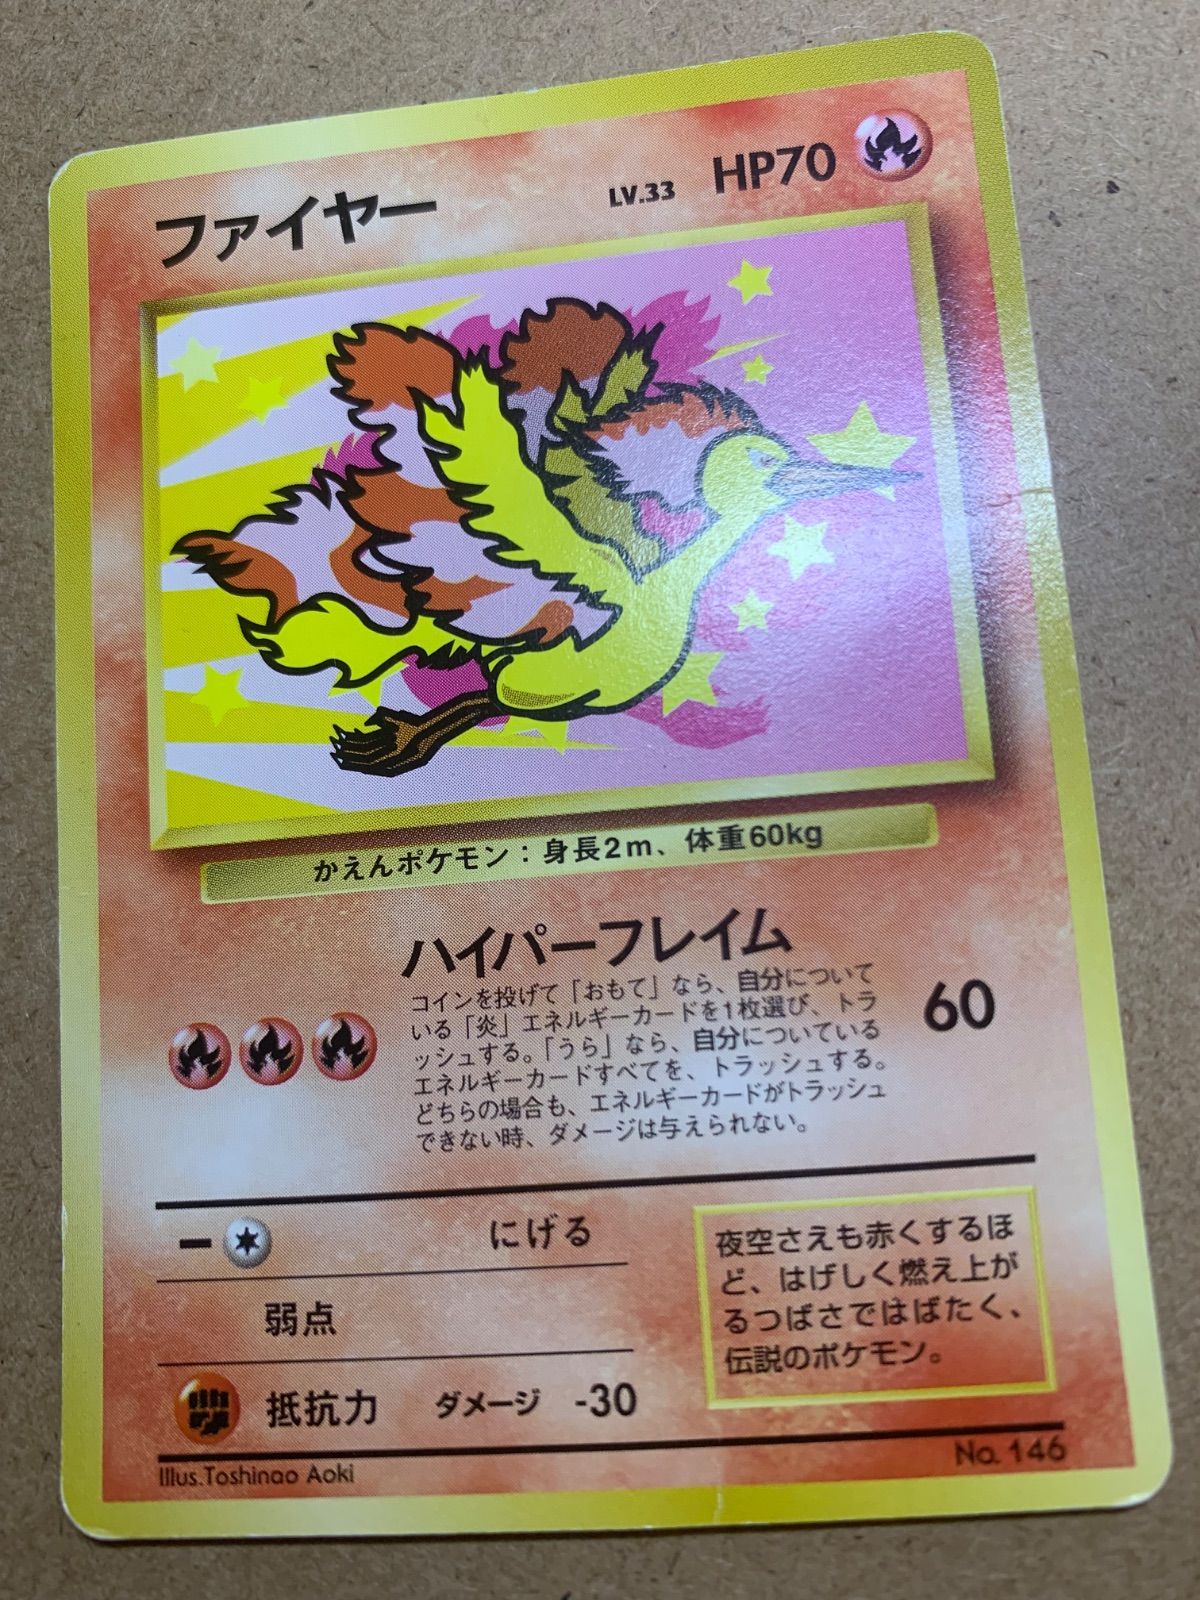 ファイヤー LV.33 HP70
かえんポケモン：身長2m、体重60kg
ハイパーフレイム
コインを投げて「おもて」なら、自分について
いる「炎」エネルギーカードを1枚選び、トラ
ッシュする。「うら」なら、自分についている
エネルギーカードすべてを、トラッシュする。
どちらの場合も、エネルギーカードがトラッシュ
できない時、ダメージは与えられない。
60
にげる
弱点
抵抗力 ダメージ -30
夜空さえも赤くするほ
ど、はげしく燃え上が
るつばさではばたく、
伝説のポケモン。
Illus.Toshinao Aoki
No. 146